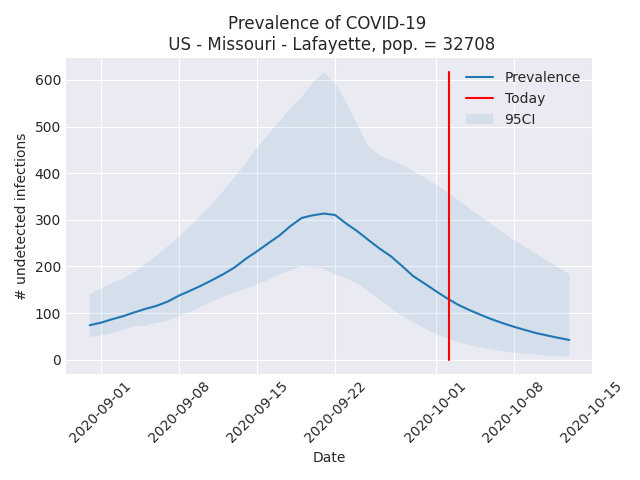 Prevalence of COVID-19
US - Missouri - Lafayette, pop. = 32708
Prevalence
Today
95CI
# undetected infections
600
500
400
300
200
100
0
2020-09-01
2020-09-08
2020-09-15
2020-09-22
2020-10-01
2020-10-08
2020-10-15
Date